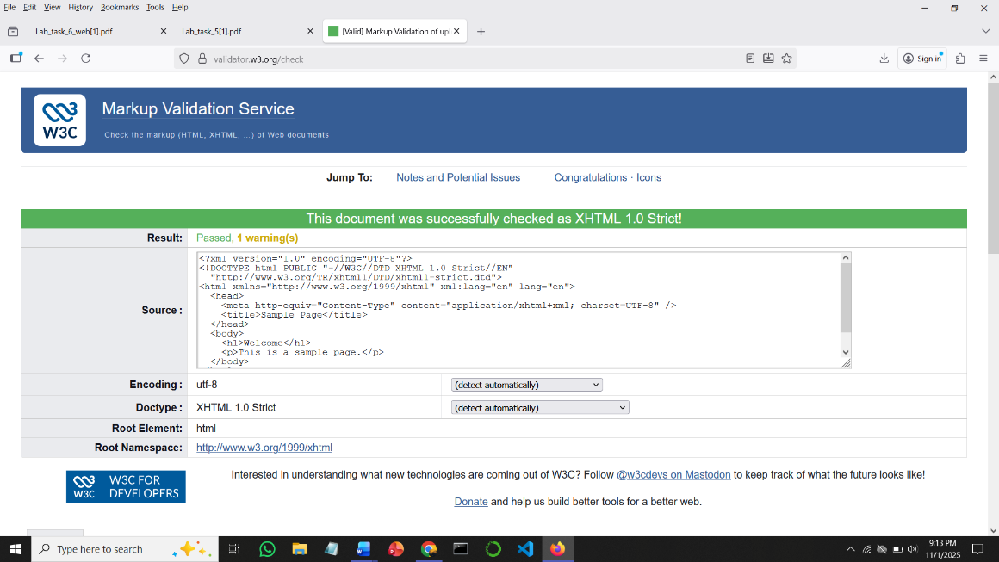 File Edit View History Bookmarks Tools Help
Lab_task_6_web[1].pdf
Lab_task_5[1].pdf
[Valid] Markup Validation of upl
validator.w3.org/check
Sign in
W3C
Markup Validation Service
Check the markup (HTML, XHTML, ...) of Web documents
Jump To: Notes and Potential Issues Congratulations · Icons
This document was successfully checked as XHTML 1.0 Strict!
Result: Passed, 1 warning(s)
Source :
<?xml version="1.0" encoding="UTF-8"?>
<!DOCTYPE html PUBLIC "-//W3C//DTD XHTML 1.0 Strict//EN"
"http://www.w3.org/TR/xhtml1/DTD/xhtml1-strict.dtd">
<html xmlns="http://www.w3.org/1999/xhtml" xml:lang="en" lang="en">
<head>
<meta http-equiv="Content-Type" content="application/xhtml+xml; charset=UTF-8" />
<title>Sample Page</title>
</head>
<body>
<h1>Welcome</h1>
<p>This is a sample page.</p>
</body>
Encoding : utf-8 (detect automatically)
Doctype : XHTML 1.0 Strict (detect automatically)
Root Element: html
Root Namespace: http://www.w3.org/1999/xhtml
W3C W3C FOR DEVELOPERS
Interested in understanding what new technologies are coming out of W3C? Follow @w3cdevs on Mastodon to keep track of what the future looks like!
Donate and help us build better tools for a better web.
Type here to search
9:13 PM
11/1/2025